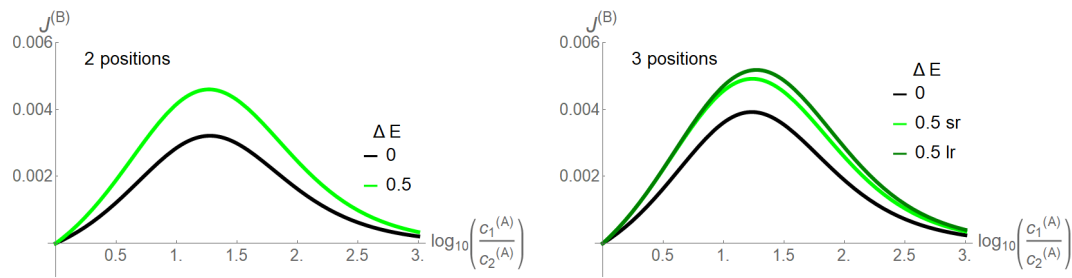 J^(B)
0.006
2 positions
0.004
Δ E
0
0.002
0.5
0.5 1. 1.5 2. 2.5 3.
log₁₀(c₁^(A)/c₂^(A))
J^(B)
0.006
3 positions
Δ E
0
0.004
0.5 sr
0.5 lr
0.002
0.5 1. 1.5 2. 2.5 3.
log₁₀(c₁^(A)/c₂^(A))